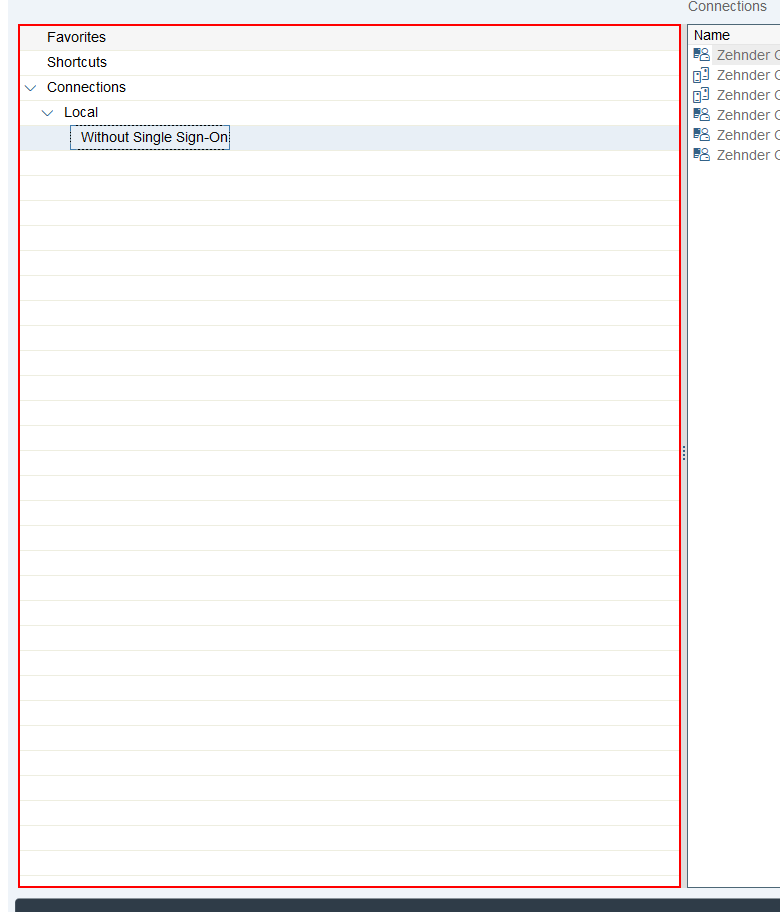 Connections
Favorites
Shortcuts
Connections
Local
Without Single Sign-On
Name
Zehnder
Zehnder
Zehnder
Zehnder
Zehnder
Zehnder